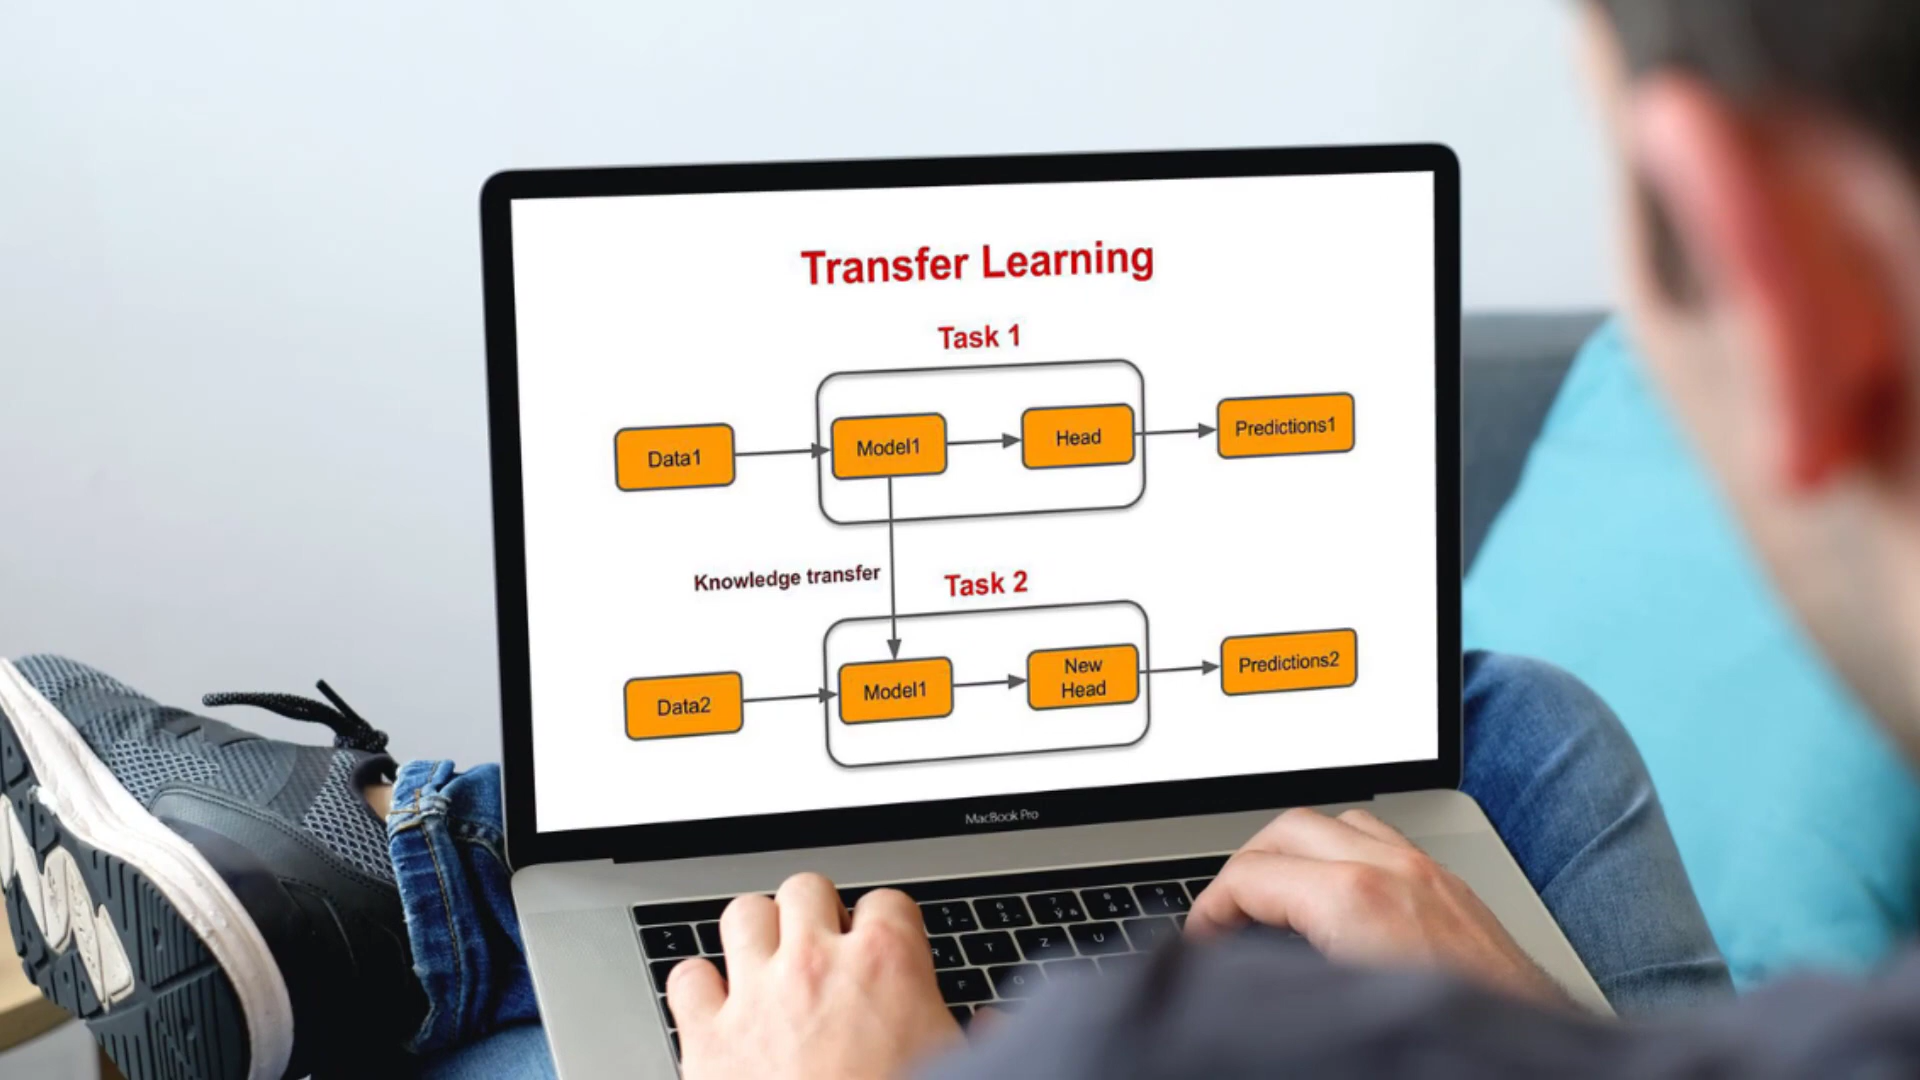 Transfer Learning
Task 1
Data1
Model1
Head
Predictions1
Knowledge transfer
Task 2
Data2
Model1
New
Head
Predictions2
MacBook Pro
T
Z
U
F
G